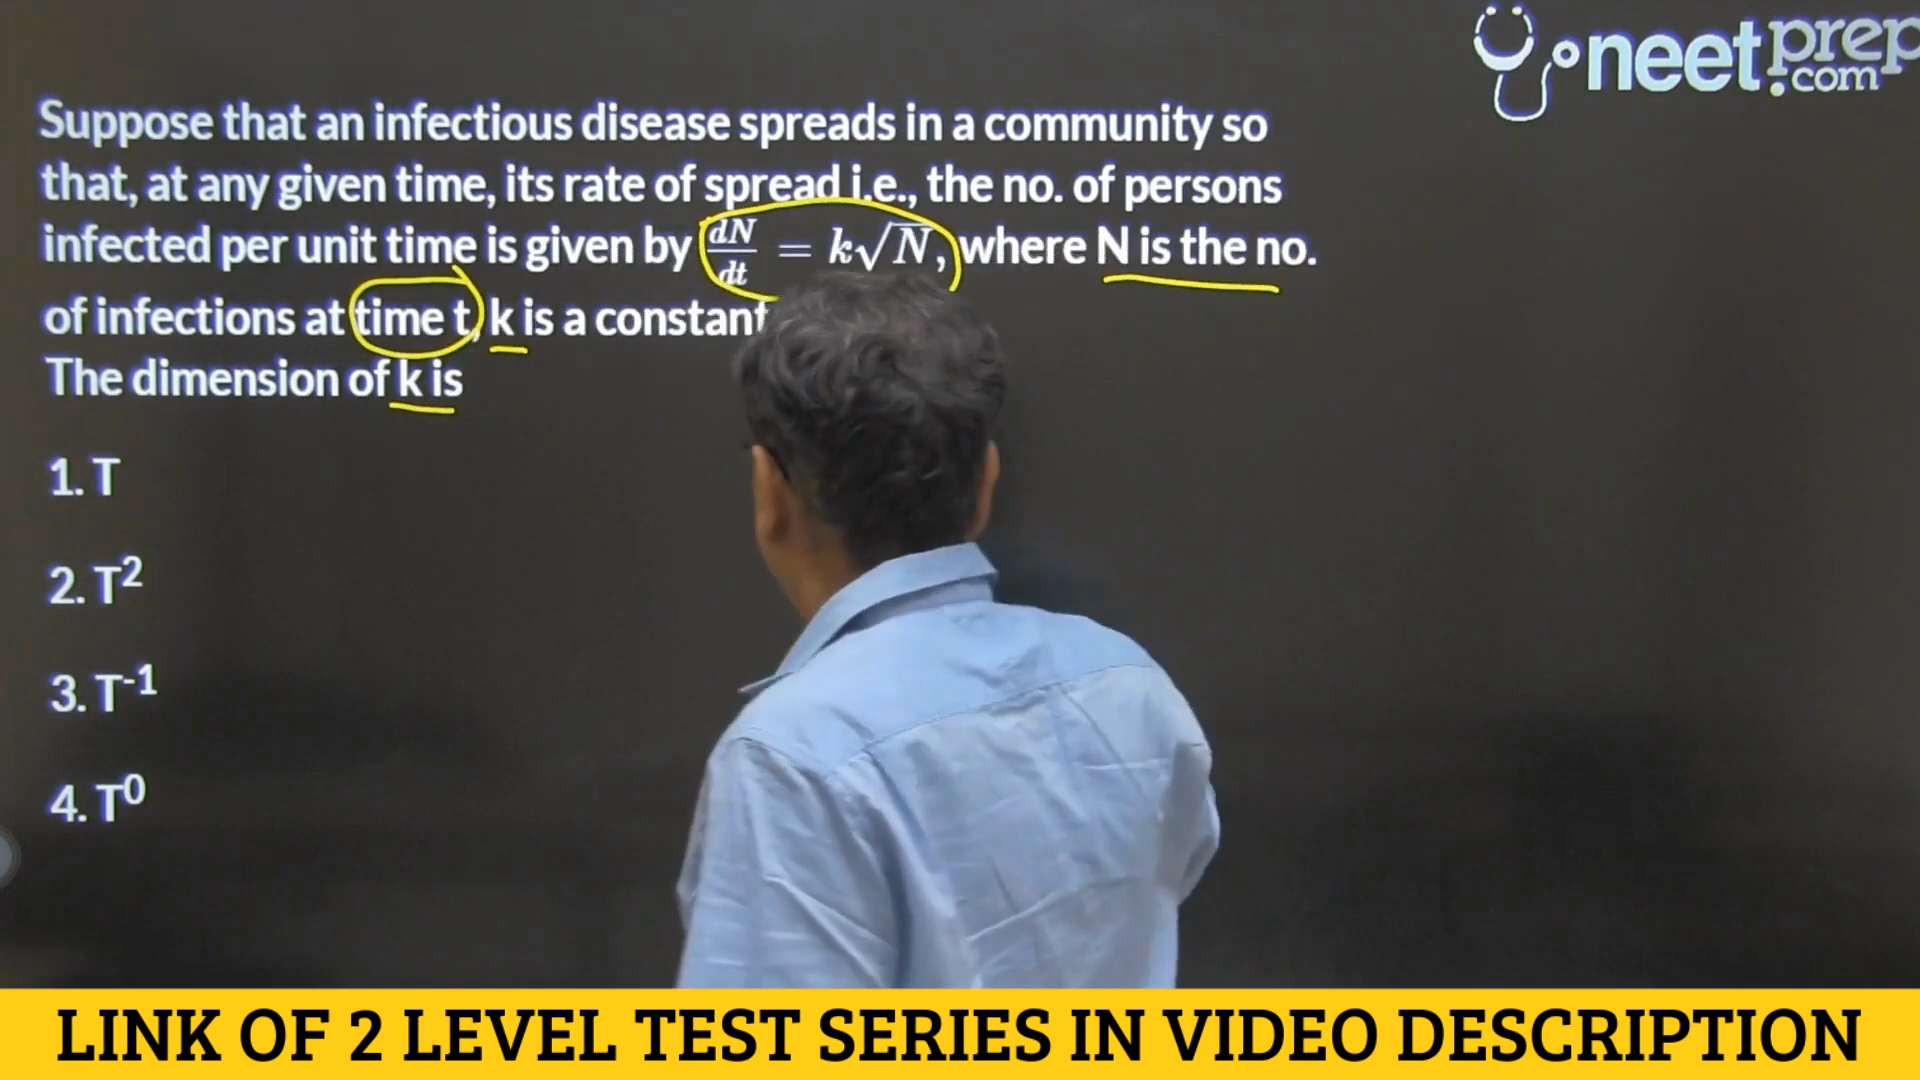 neetprep
.com
Suppose that an infectious disease spreads in a community so
that, at any given time, its rate of spread i.e., the no. of persons
infected per unit time is given by dN/dt = k√N, where N is the no.
of infections at time t, k is a constant
The dimension of k is
1. T
2. T²
3. T⁻¹
4. T⁰
LINK OF 2 LEVEL TEST SERIES IN VIDEO DESCRIPTION